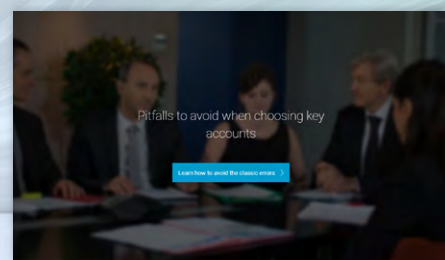 Pitfalls to avoid when choosing key
accounts
Learn how to avoid the classic errors